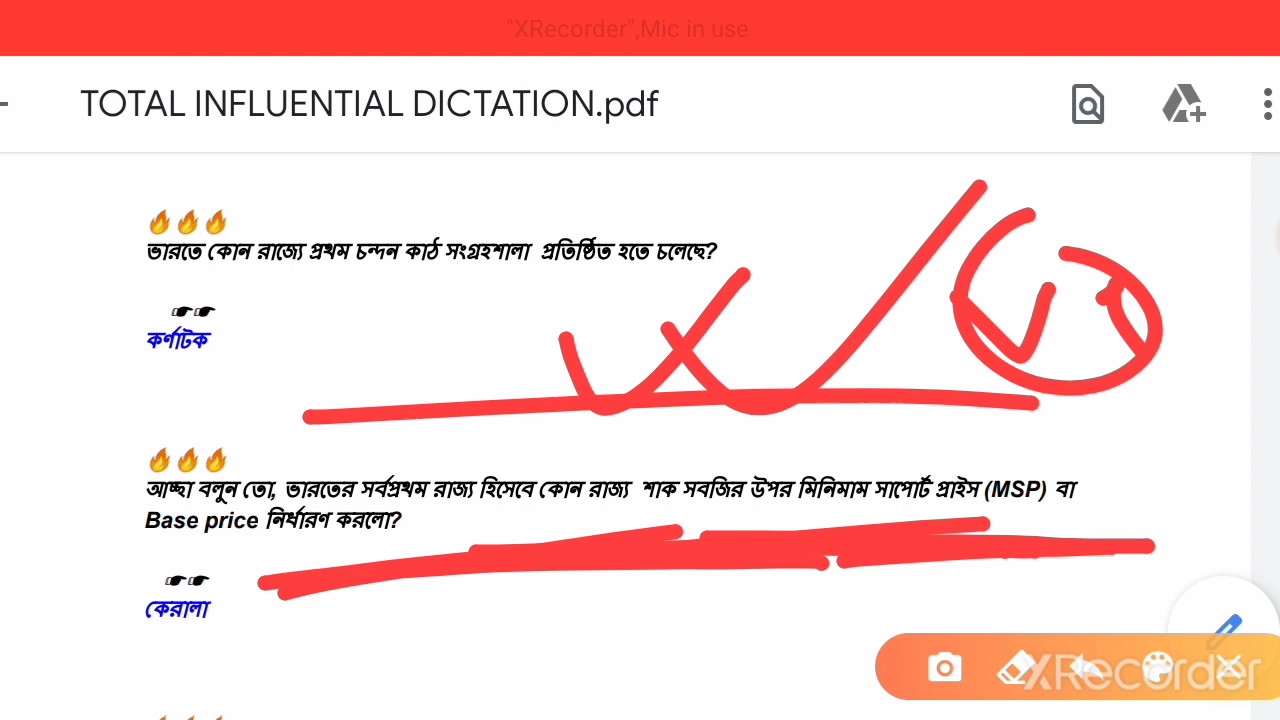 "XRecorder",Mic in use
TOTAL INFLUENTIAL DICTATION.pdf
🔥🔥🔥
ভারতে কোন রাজ্যে প্রথম চন্দন কাঠ সংগ্রহশালা প্রতিষ্ঠিত হতে চলেছে?
☛☛
কর্ণাটক
🔥🔥🔥
আচ্ছা বলুন তো, ভারতের সর্বপ্রথম রাজ্য হিসেবে কোন রাজ্য শাক সবজির উপর মিনিমাম সাপোর্ট প্রাইস (MSP) বা
Base price নির্ধারণ করলো?
☛☛
কেরালা
XRecorder